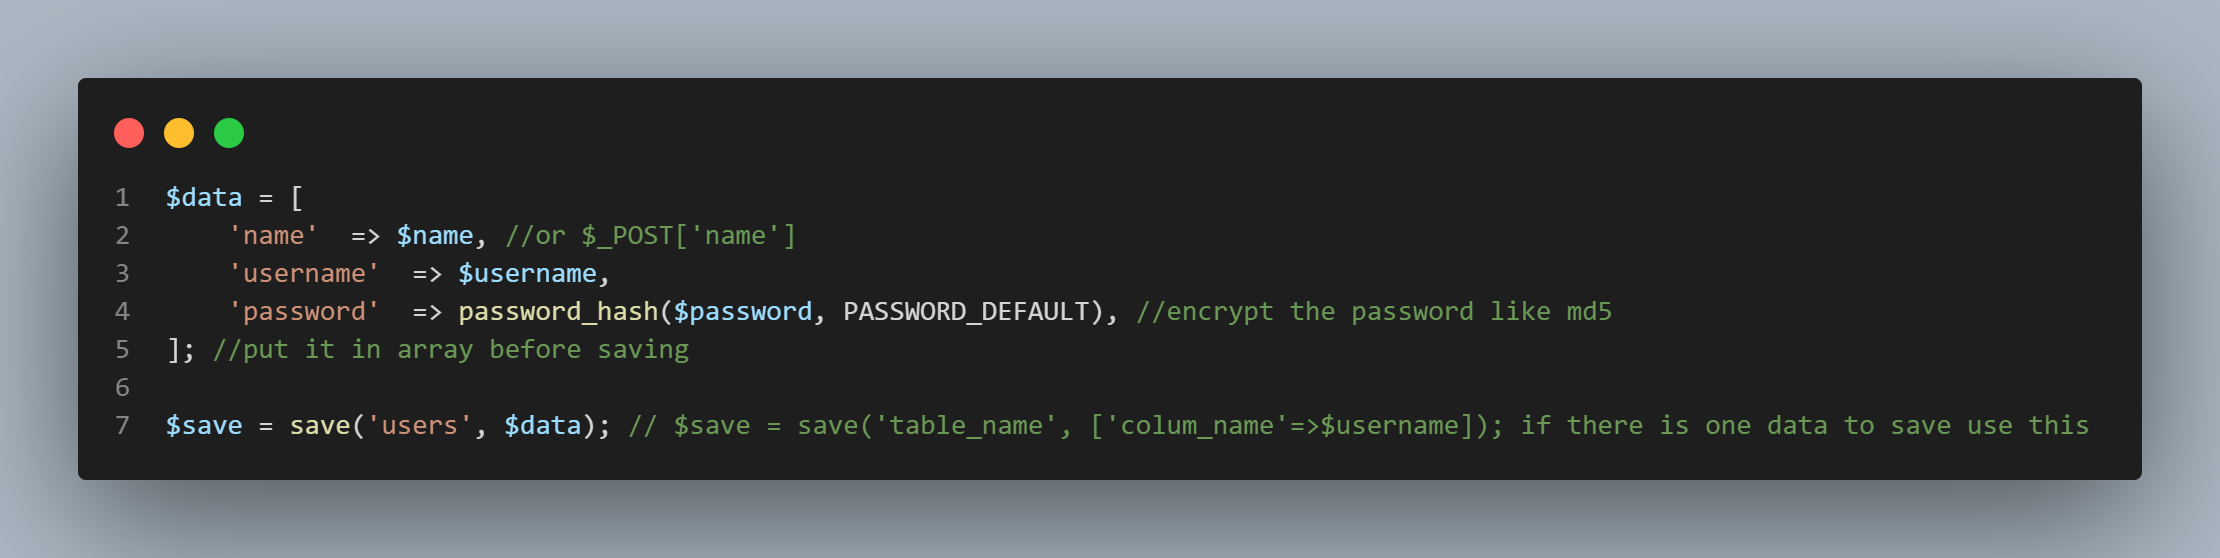 1 $data = [
2     'name'  => $name, //or $_POST['name']
3     'username'  => $username,
4     'password'  => password_hash($password, PASSWORD_DEFAULT), //encrypt the password like md5
5 ]; //put it in array before saving
6
7 $save = save('users', $data); // $save = save('table_name', ['colum_name'=>$username]); if there is one data to save use this